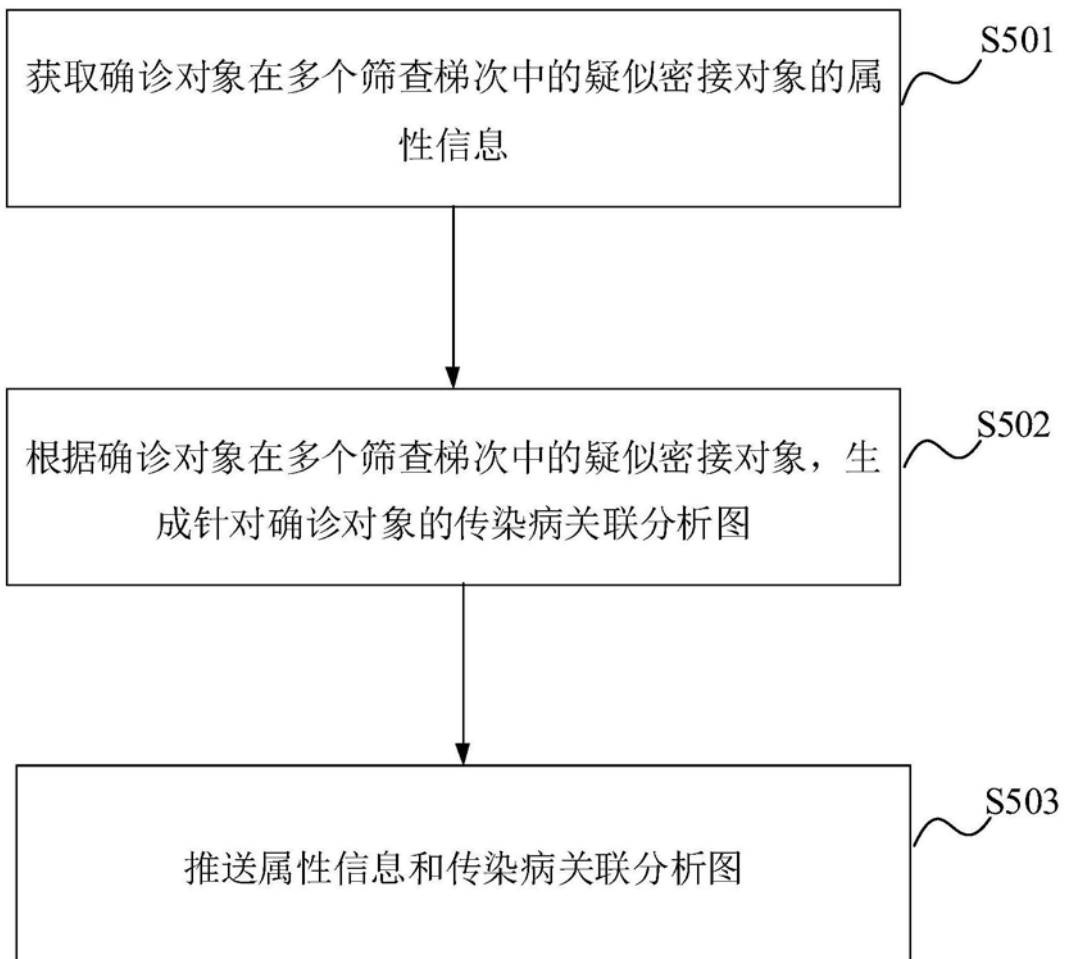 获取确诊对象在多个筛查梯次中的疑似密接对象的属
性信息
S501
根据确诊对象在多个筛查梯次中的疑似密接对象，生
成针对确诊对象的传染病关联分析图
S502
推送属性信息和传染病关联分析图
S503